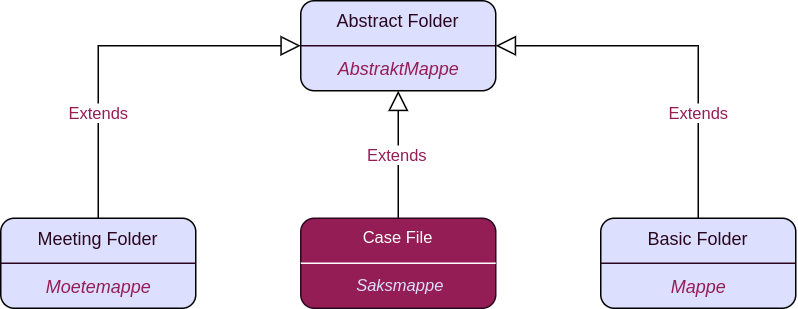 Abstract Folder
AbstraktMappe
Extends
Extends
Extends
Meeting Folder
Moetemappe
Case File
Saksmappe
Basic Folder
Mappe